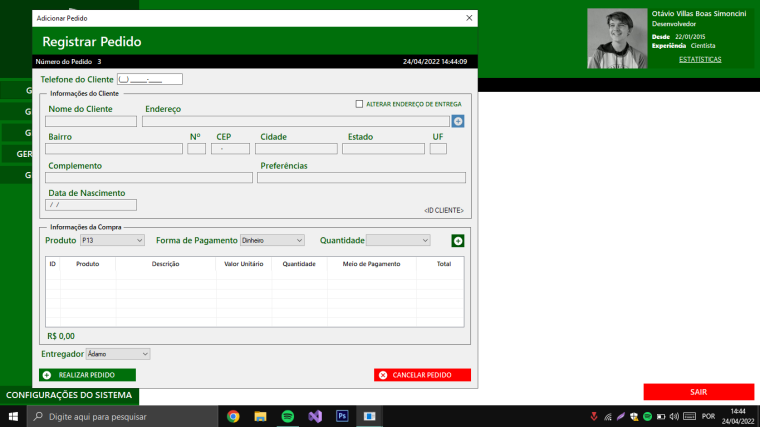 Adicionar Pedido
Registrar Pedido
Número do Pedido 3
24/04/2022 14:44:09
Telefone do Cliente (__) _____-____
Informações do Cliente
ALTERAR ENDEREÇO DE ENTREGA
Nome do Cliente Endereço
Bairro Nº CEP Cidade Estado UF
-
Complemento Preferências
Data de Nascimento
/ /
<ID CLIENTE>
Informações da Compra
Produto P13 Forma de Pagamento Dinheiro Quantidade
ID Produto Descrição Valor Unitário Quantidade Meio de Pagamento Total
R$ 0,00
Entregador Âdamo
REALIZAR PEDIDO
CANCELAR PEDIDO
Otávio Villas Boas Simoncini
Desenvolvedor
Desde 22/01/2015
Experiência Cientista
ESTATÍSTICAS
G
G
G
GER
G
CONFIGURAÇÕES DO SISTEMA
SAIR
Digite aqui para pesquisar
Ps
POR
14:44
24/04/2022